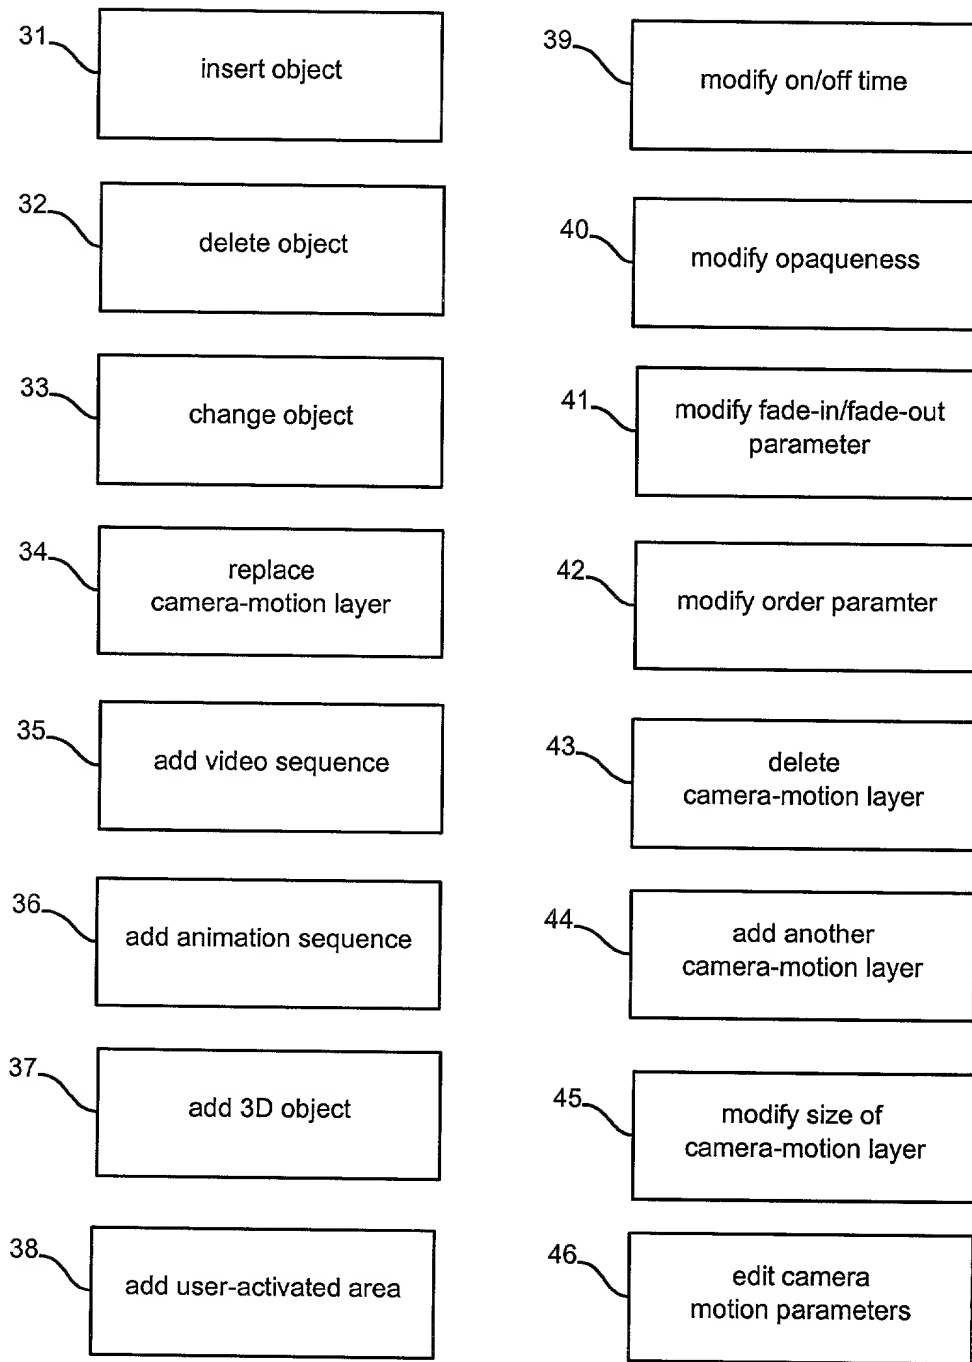 31
insert object
32
delete object
33
change object
34
replace
camera-motion layer
35
add video sequence
36
add animation sequence
37
add 3D object
38
add user-activated area
39
modify on/off time
40
modify opaqueness
41
modify fade-in/fade-out
parameter
42
modify order paramter
43
delete
camera-motion layer
44
add another
camera-motion layer
45
modify size of
camera-motion layer
46
edit camera
motion parameters